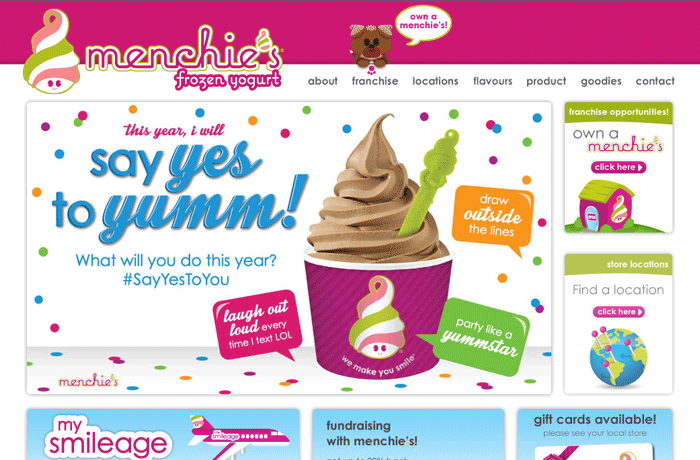 own a
menchie's!
menchie's
frozen yogurt
about franchise locations flavours product goodies contact
this year, i will
say yes
to yumm!
What will you do this year?
#SayYesToYou
draw
outside
the lines
laugh out
loud every
time i text LOL
party like a
yummstar
we make you smile
menchie's
franchise opportunities!
own a
menchie's
click here
store locations
Find a location
click here
my
smileage
fundraising
with menchie's!
gift cards available!
please see your local store